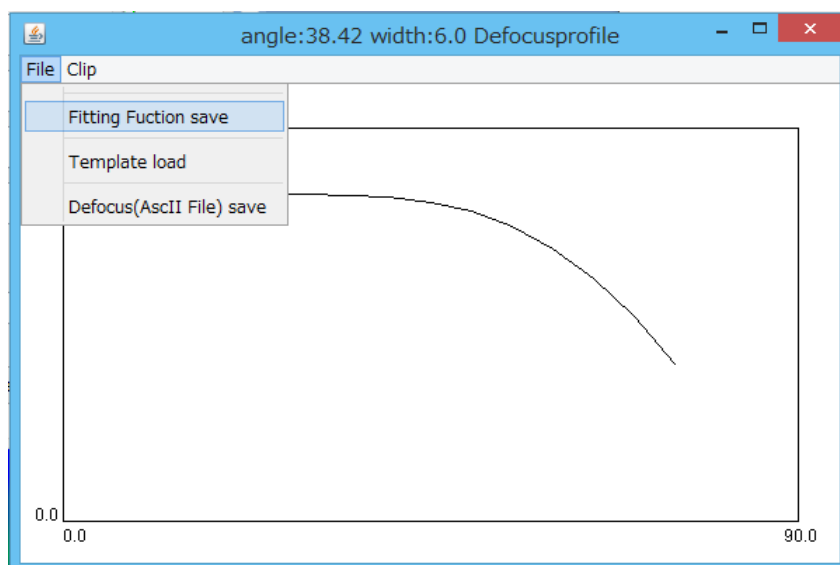 angle:38.42 width:6.0 Defocusprofile
File Clip
Fitting Fuction save
Template load
Defocus(AscII File) save
0.0
0.0 90.0